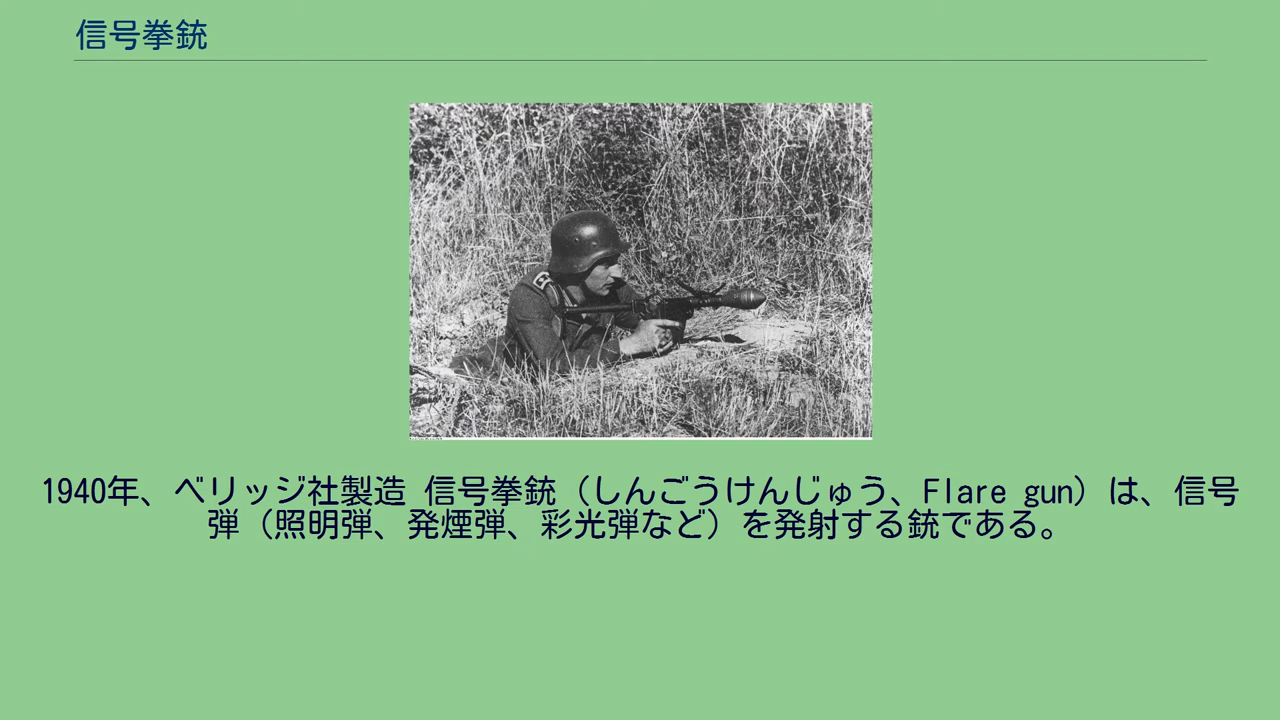 信号拳銃
1940年、ベリッジ社製造 信号拳銃（しんごうけんじゅう、Flare gun）は、信号
弾（照明弾、発煙弾、彩光弾など）を発射する銃である。